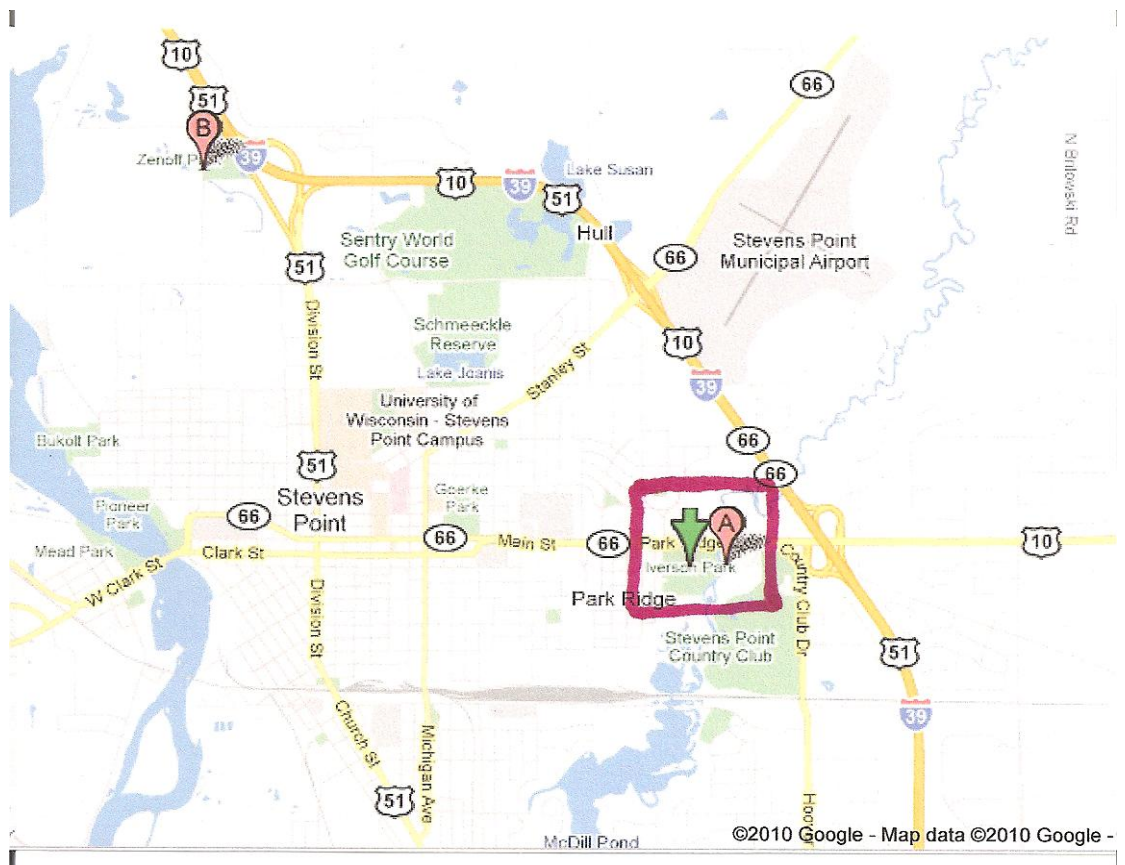 10
66
51
B
Zenoff
39
10
39
51
Lake Susan
N Brilowski Rd
Hull
Sentry World
Golf Course
66
Stevens Point
Municipal Airport
51
Division St
Schmeeckle
Reserve
Lake Joanis
Stanley St
10
39
University of
Wisconsin - Stevens
Point Campus
Bukolt Park
66
66
51
Stevens
Point
Goerke
Park
Pioneer
Park
66
66
Main St
66
A
Park Ridge
10
Mead Park
Clark St
Iverson Park
Country Club Dr
W Clark St
Park Ridge
Division St
Stevens Point
Country Club
51
39
Church St
Michigan Ave
51
Hoover
McDill Pond
©2010 Google - Map data ©2010 Google -